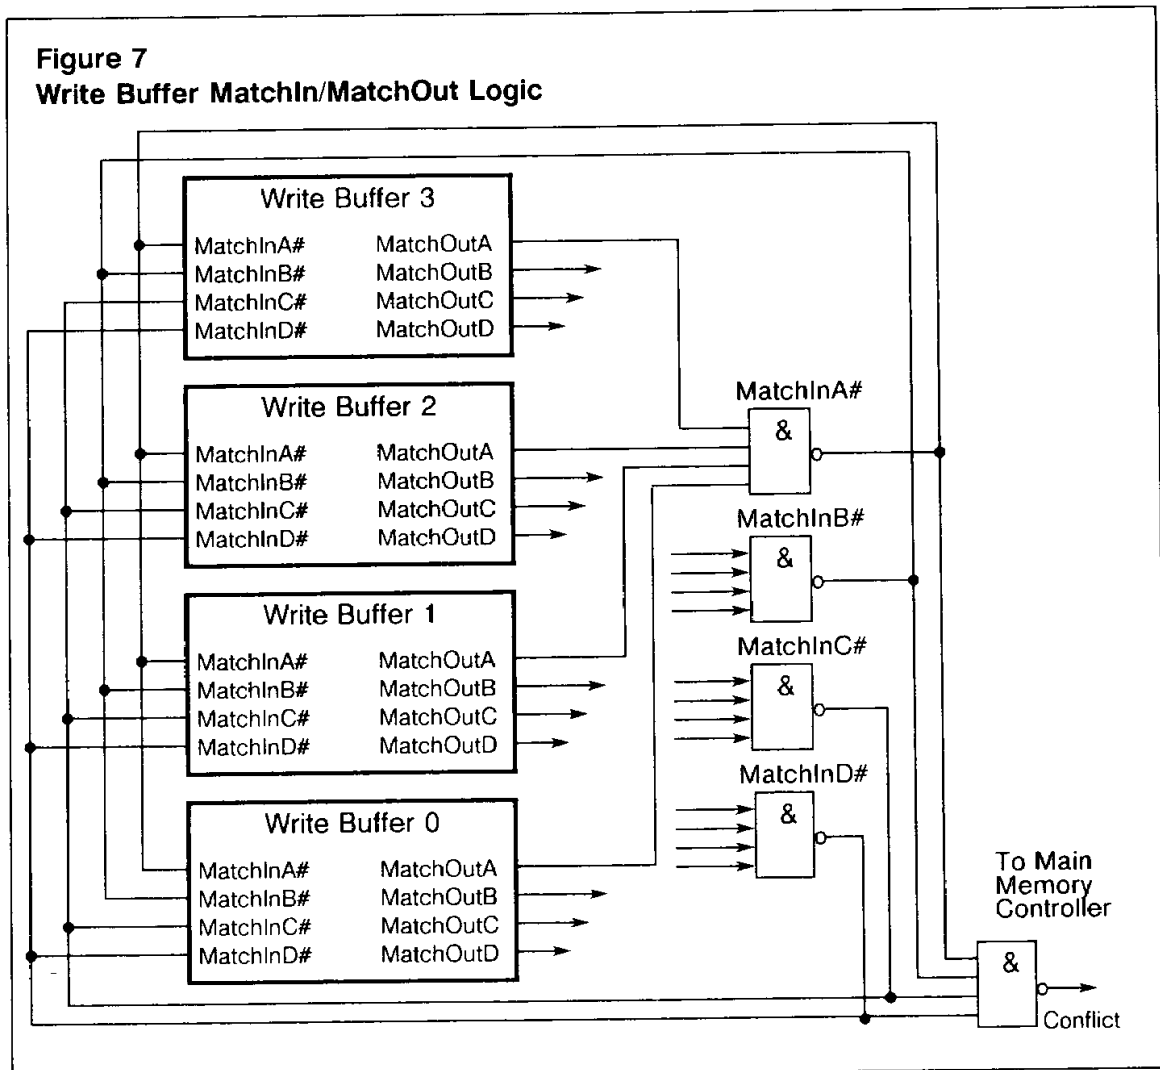 Figure 7
Write Buffer MatchIn/MatchOut Logic
Write Buffer 3
MatchInA# MatchOutA
MatchInB# MatchOutB
MatchInC# MatchOutC
MatchInD# MatchOutD
Write Buffer 2
MatchInA# MatchOutA
MatchInB# MatchOutB
MatchInC# MatchOutC
MatchInD# MatchOutD
Write Buffer 1
MatchInA# MatchOutA
MatchInB# MatchOutB
MatchInC# MatchOutC
MatchInD# MatchOutD
Write Buffer 0
MatchInA# MatchOutA
MatchInB# MatchOutB
MatchInC# MatchOutC
MatchInD# MatchOutD
MatchInA#
&
MatchInB#
&
MatchInC#
&
MatchInD#
&
To Main
Memory
Controller
&
Conflict